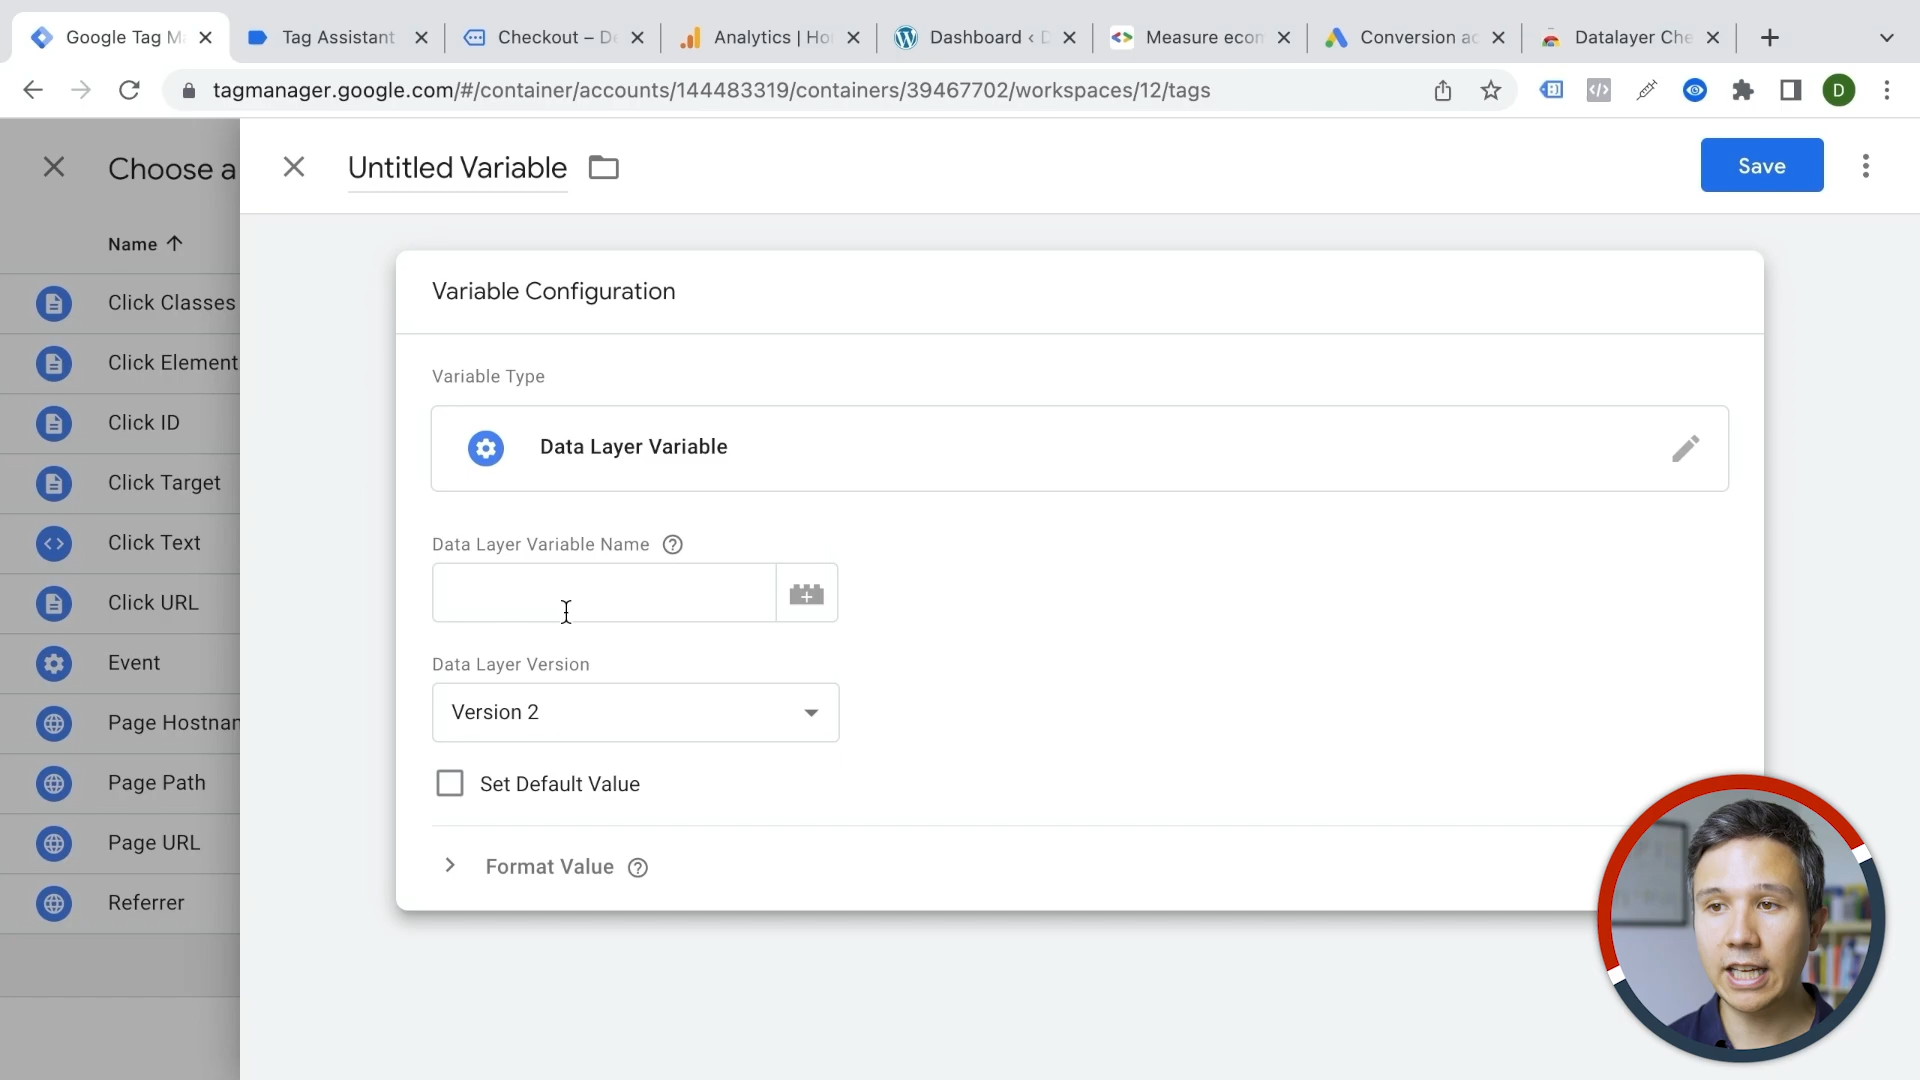 Google Tag Ma
Tag Assistant
Checkout – De
Analytics | Ho
Dashboard ‹ D
Measure econ
Conversion ac
Datalayer Che
tagmanager.google.com/#/container/accounts/144483319/containers/39467702/workspaces/12/tags
D
Choose a
Untitled Variable
Save
Name
Click Classes
Click Element
Click ID
Click Target
Click Text
Click URL
Event
Page Hostnan
Page Path
Page URL
Referrer
Variable Configuration
Variable Type
Data Layer Variable
Data Layer Variable Name
Data Layer Version
Version 2
Set Default Value
Format Value